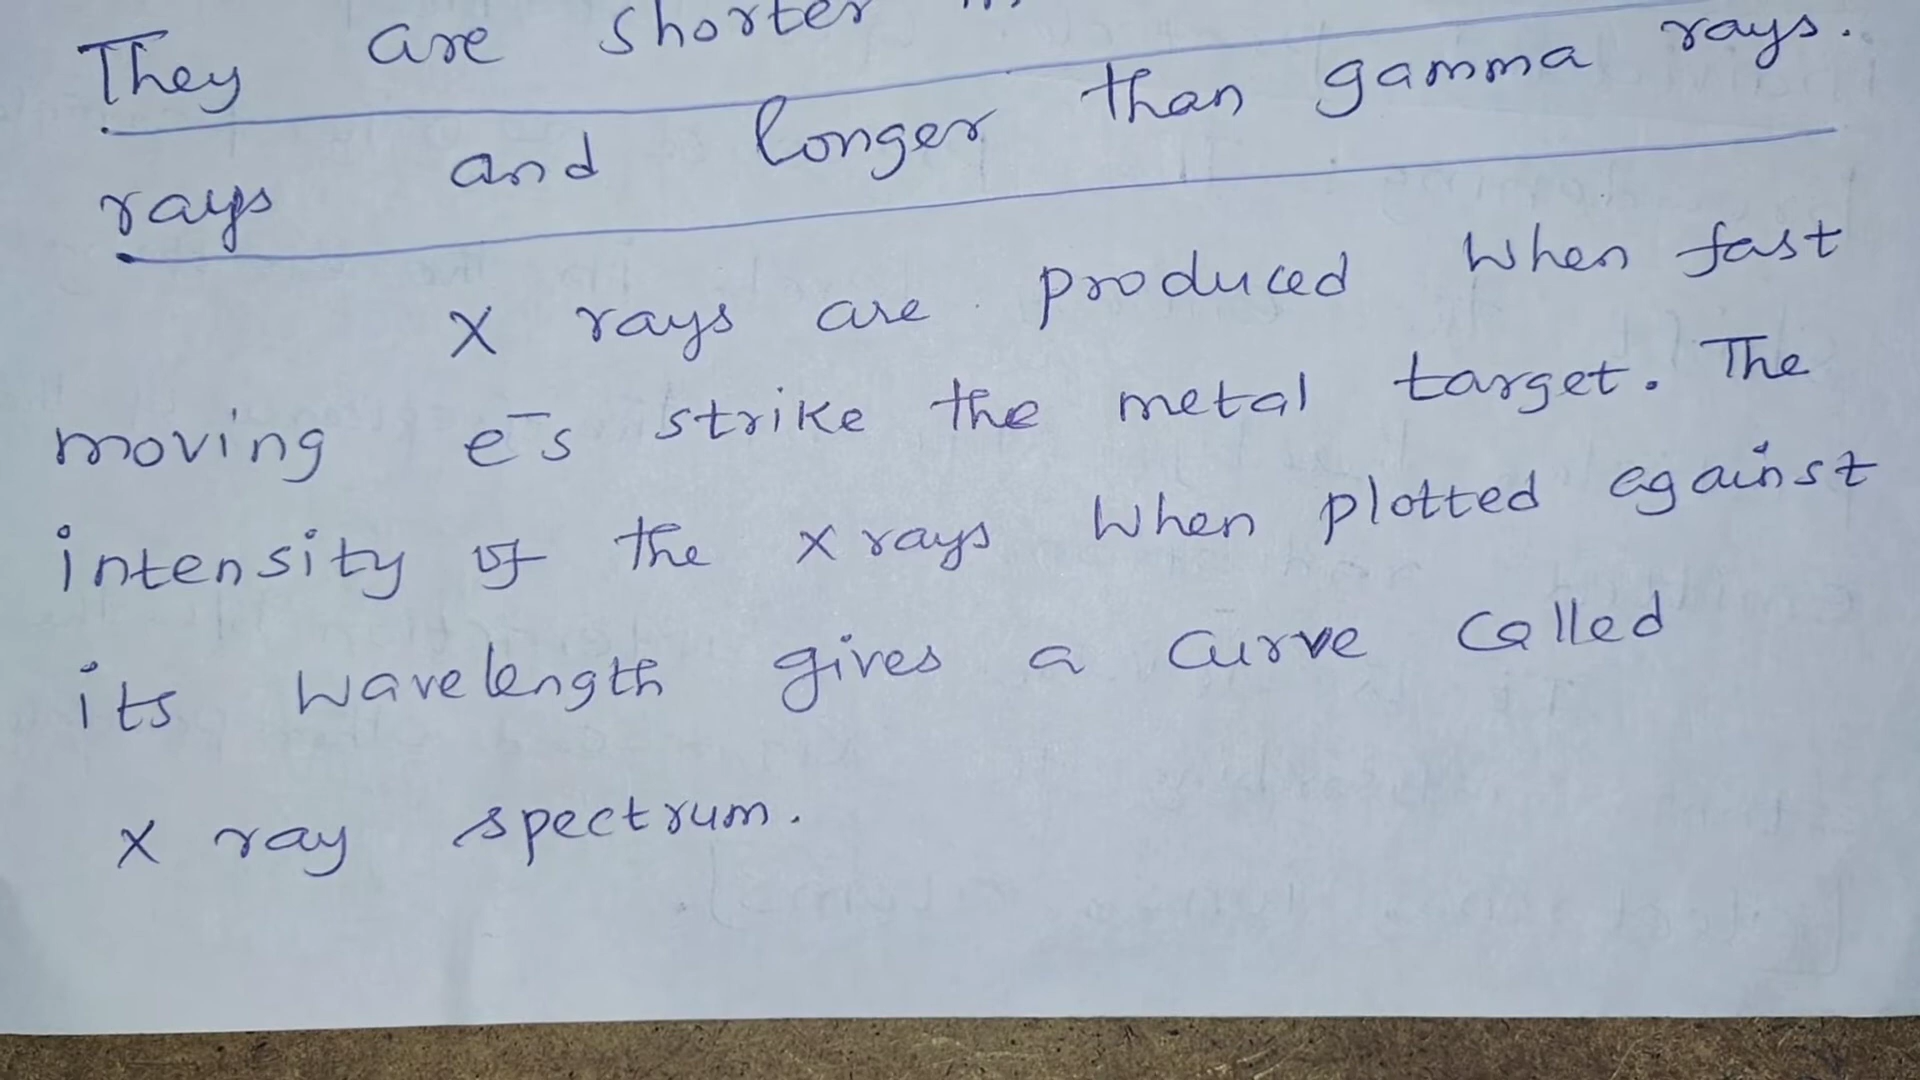 They are shorter
rays and longer than gamma rays.
X rays are produced when fast
moving e⁻s strike the metal target. The
intensity of the x rays when plotted against
its wavelength gives a curve called
x ray spectrum.